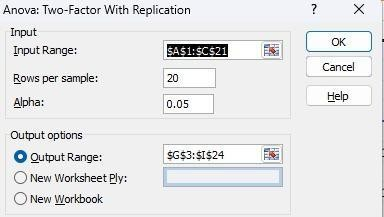 Anova: Two-Factor With Replication ? ×
Input
Input Range: $A$1:$C$21 OK
Rows per sample: 20 Cancel
Alpha: 0.05 Help
Output options
Output Range: $G$3:$I$24
New Worksheet Ply:
New Workbook